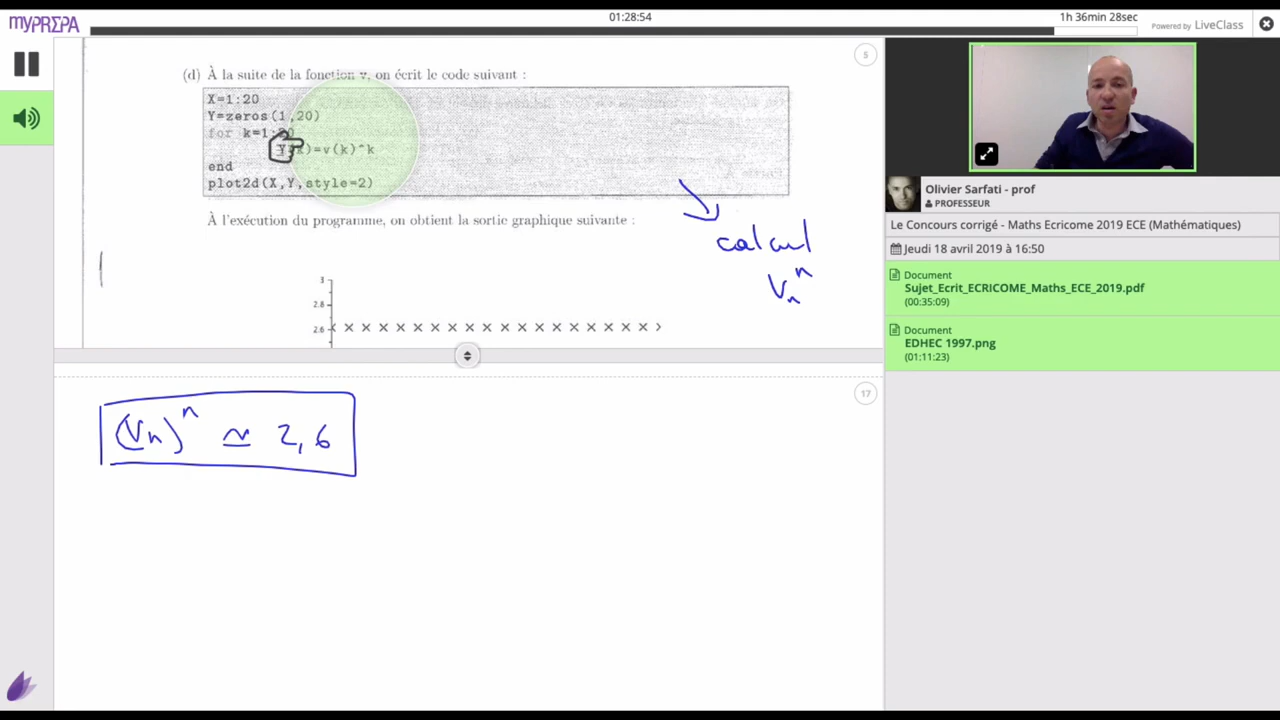 MYPRΣPA
01:28:54
1h 36min 28sec
Powered by LiveClass
5
(d) À la suite de la fonction v, on écrit le code suivant :
X=1:20
Y=zeros(1,20)
for k=1:20
Y(k)=v(k)^k
end
plot2d(X,Y,style=2)
À l'exécution du programme, on obtient la sortie graphique suivante :
calcul
Vn^n
3
2.8
2.6
17
(Vn)^n ≃ 2,6
Olivier Sarfati - prof
PROFESSEUR
Le Concours corrigé - Maths Ecricome 2019 ECE (Mathématiques)
Jeudi 18 avril 2019 à 16:50
Document
Sujet_Ecrit_ECRICOME_Maths_ECE_2019.pdf
(00:35:09)
Document
EDHEC 1997.png
(01:11:23)